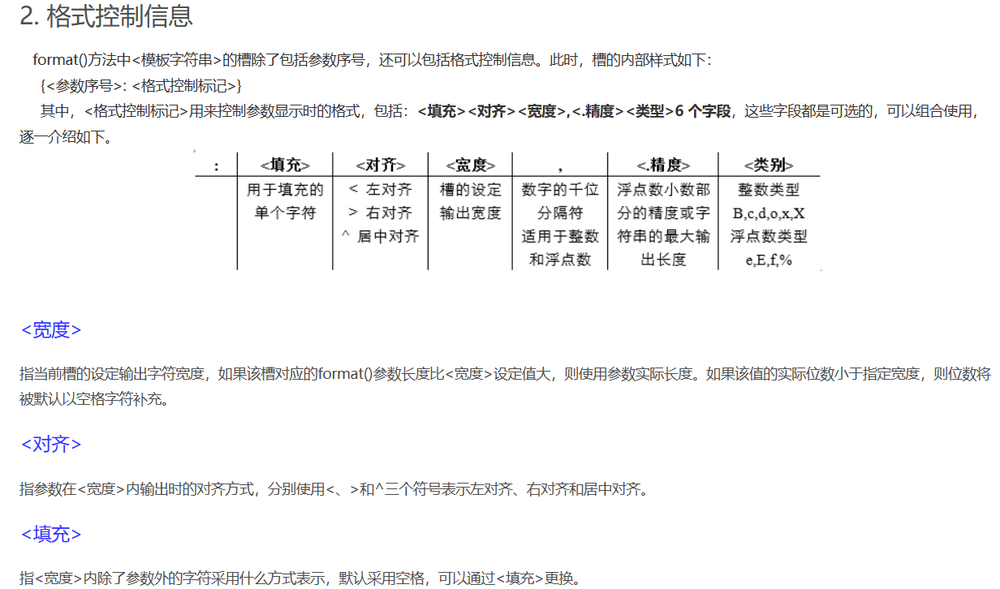 2. 格式控制信息
format()方法中<模板字符串>的槽除了包括参数序号，还可以包括格式控制信息。此时，槽的内部样式如下：
{<参数序号>: <格式控制标记>}
其中，<格式控制标记>用来控制参数显示时的格式，包括：<填充><对齐><宽度>,<.精度><类型>6 个字段，这些字段都是可选的，可以组合使用，
逐一介绍如下。
: <填充> <对齐> <宽度> , <.精度> <类别>
用于填充的 < 左对齐 槽的设定 数字的千位 浮点数小数部 整数类型
单个字符 > 右对齐 输出宽度 分隔符 分的精度或字 B,c,d,o,x,X
^ 居中对齐 适用于整数 符串的最大输 浮点数类型
和浮点数 出长度 e,E,f,%
<宽度>
指当前槽的设定输出字符宽度，如果该槽对应的format()参数长度比<宽度>设定值大，则使用参数实际长度。如果该值的实际位数小于指定宽度，则位数将
被默认以空格字符补充。
<对齐>
指参数在<宽度>内输出时的对齐方式，分别使用<、>和^三个符号表示左对齐、右对齐和居中对齐。
<填充>
指<宽度>内除了参数外的字符采用什么方式表示，默认采用空格，可以通过<填充>更换。